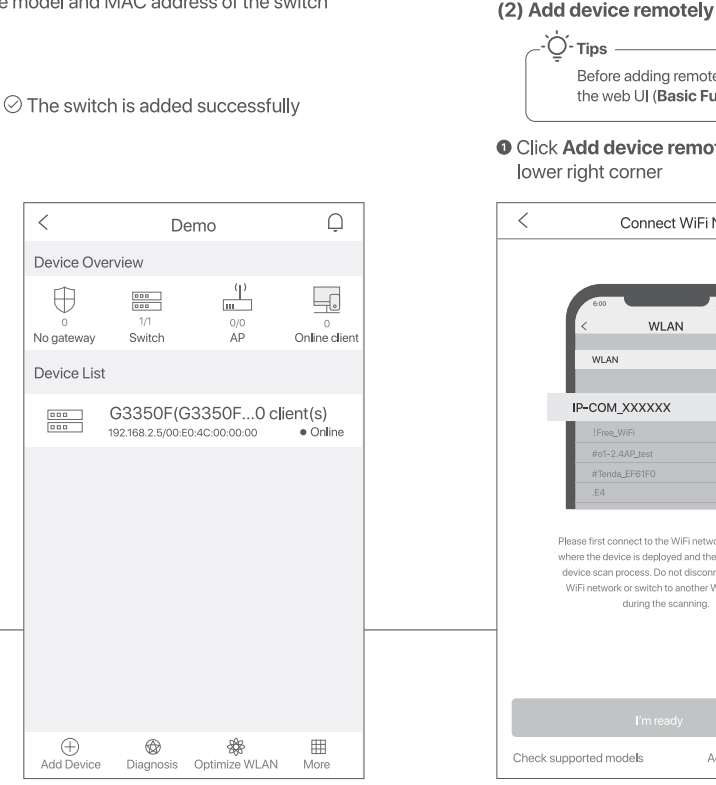 e model and MAC address of the switch
The switch is added successfully
Demo
Device Overview
0
No gateway
1/1
Switch
0/0
AP
0
Online client
Device List
G3350F(G3350F...0 client(s)
192.168.2.5/00:E0:4C:00:00:00
Online
Add Device
Diagnosis
Optimize WLAN
More
(2) Add device remotely
Tips
Before adding remote
the web UI (Basic Fu
❶ Click Add device remot
lower right corner
Connect WiFi N
6:00
WLAN
WLAN
IP-COM_XXXXXX
!Free_WiFi
#o1-2.4AP_test
#Tenda_EF61F0
.E4
Please first connect to the WiFi netwo
where the device is deployed and the
device scan process. Do not disconn
WiFi network or switch to another W
during the scanning.
I'm ready
Check supported models
A